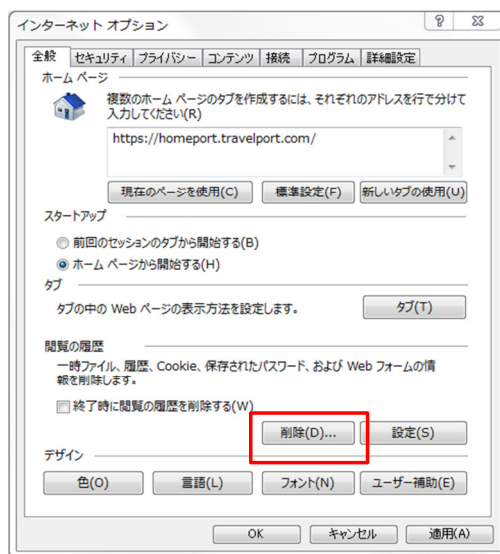 インターネット オプション
全般 セキュリティ プライバシー コンテンツ 接続 プログラム 詳細設定
ホーム ページ
複数のホーム ページのタブを作成するには、それぞれのアドレスを行で分けて
入力してください(R)
https://homeport.travelport.com/
現在のページを使用(C) 標準設定(F) 新しいタブの使用(U)
スタートアップ
前回のセッションのタブから開始する(B)
ホーム ページから開始する(H)
タブ
タブの中の Web ページの表示方法を設定します。 タブ(T)
閲覧の履歴
一時ファイル、履歴、Cookie、保存されたパスワード、および Web フォームの情
報を削除します。
終了時に閲覧の履歴を削除する(W)
削除(D)... 設定(S)
デザイン
色(O) 言語(L) フォント(N) ユーザー補助(E)
OK キャンセル 適用(A)